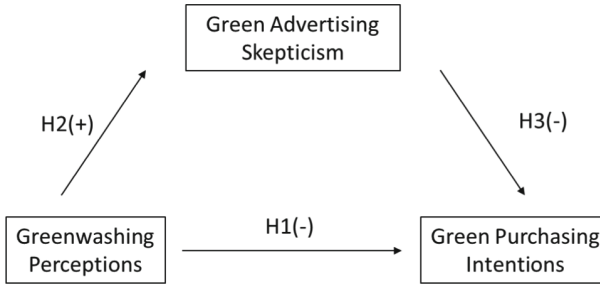 Green Advertising
Skepticism
H2(+)
H3(-)
H1(-)
Greenwashing
Perceptions
Green Purchasing
Intentions